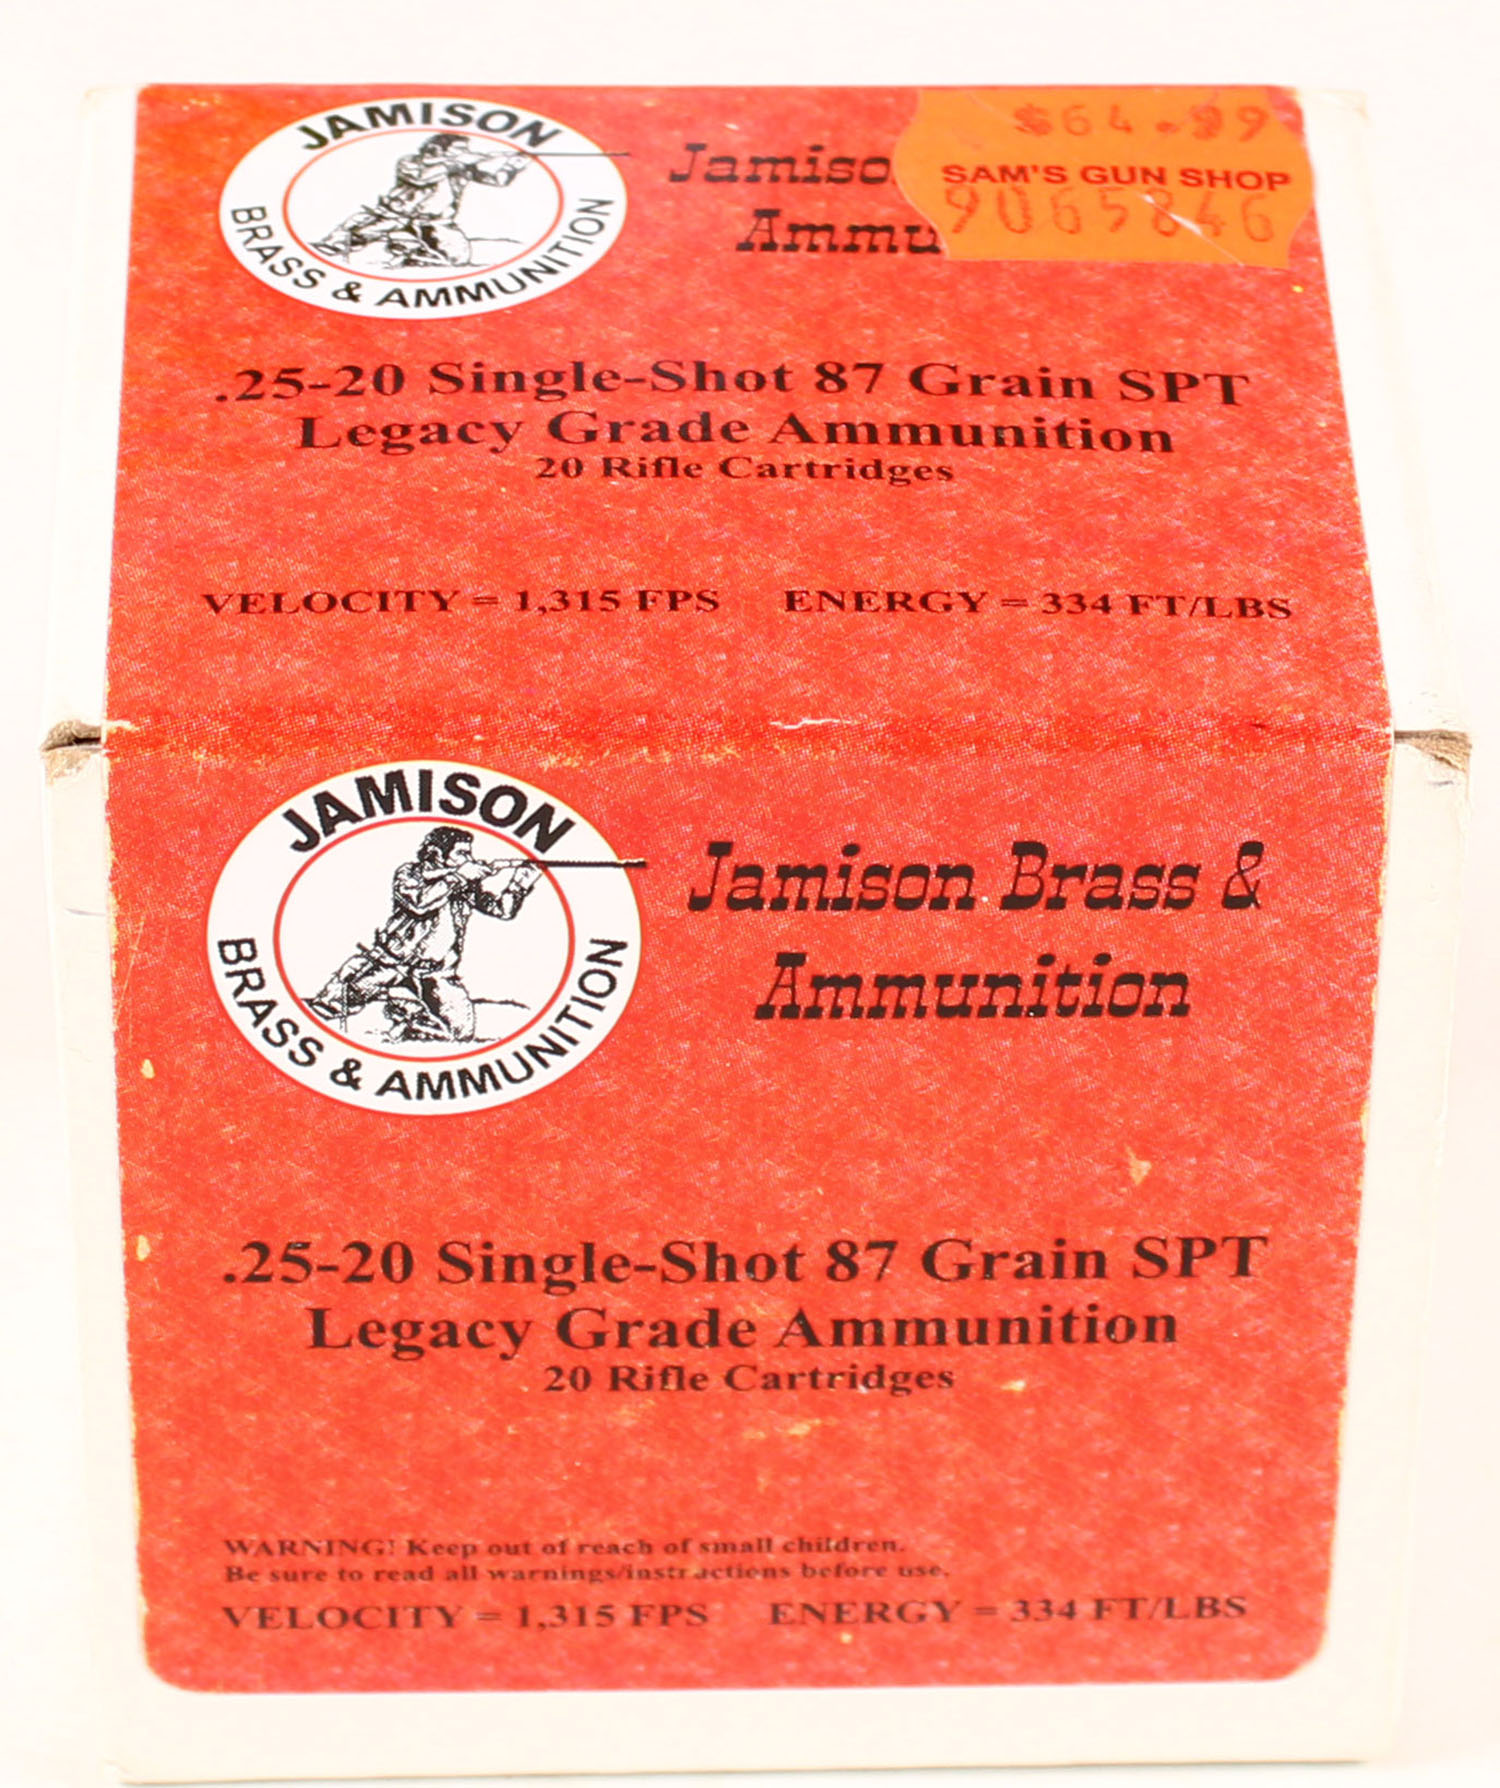 JAMISON
BRASS & AMMUNITION
$64.99
SAM'S GUN SHOP
9065846
.25-20 Single-Shot 87 Grain SPT
Legacy Grade Ammunition
20 Rifle Cartridges
VELOCITY = 1,315 FPS ENERGY = 334 FT/LBS
JAMISON
BRASS & AMMUNITION
Jamison Brass &
Ammunition
.25-20 Single-Shot 87 Grain SPT
Legacy Grade Ammunition
20 Rifle Cartridges
WARNING! Keep out of reach of small children.
Be sure to read all warnings/instructions before use.
VELOCITY = 1,315 FPS ENERGY = 334 FT/LBS